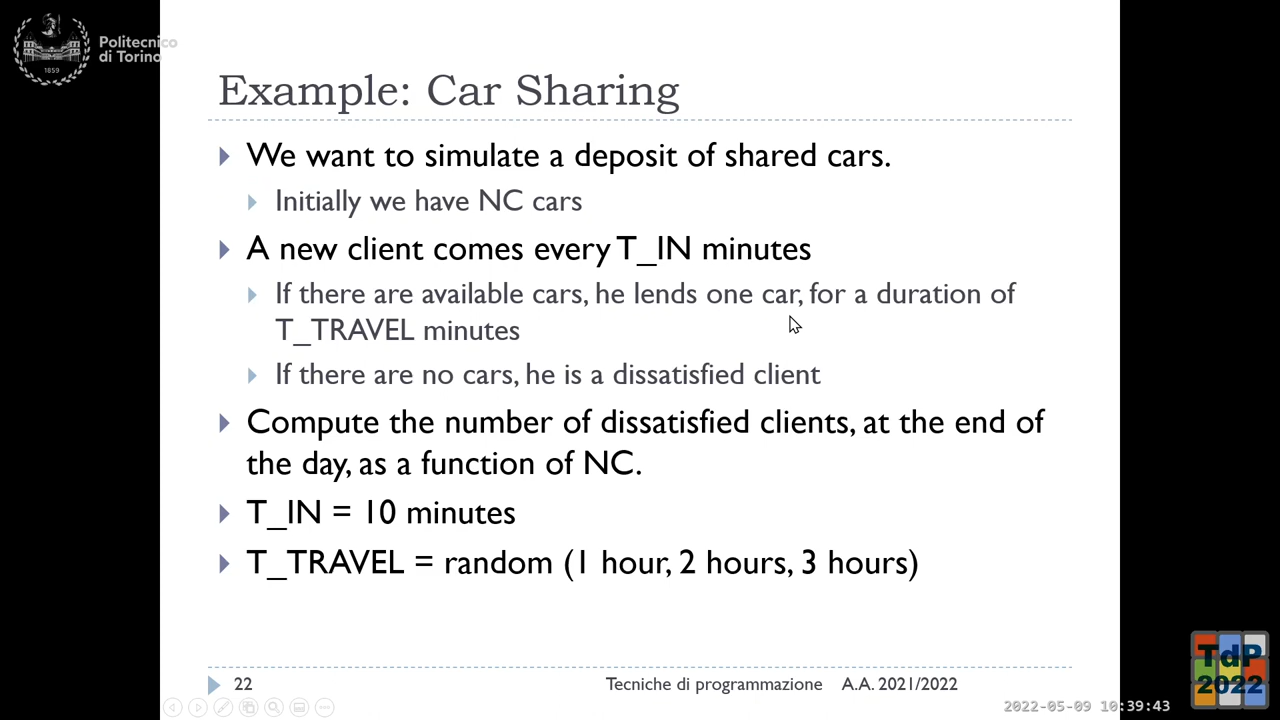 Politecnico
di Torino
1859
Example: Car Sharing
We want to simulate a deposit of shared cars.
Initially we have NC cars
A new client comes every T_IN minutes
If there are available cars, he lends one car, for a duration of
T_TRAVEL minutes
If there are no cars, he is a dissatisfied client
Compute the number of dissatisfied clients, at the end of
the day, as a function of NC.
T_IN = 10 minutes
T_TRAVEL = random (1 hour, 2 hours, 3 hours)
22
Tecniche di programmazione A.A. 2021/2022
TdP
2022
2022-05-09 10:39:43